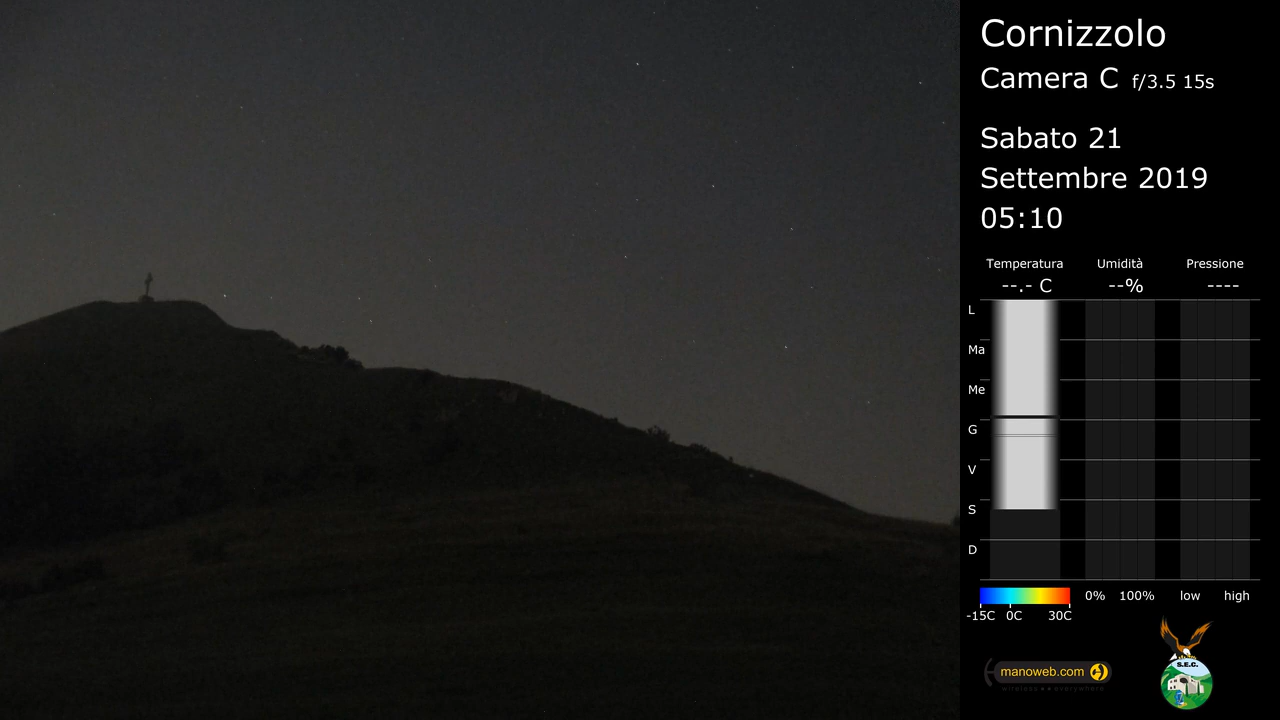 Cornizzolo
Camera C f/3.5 15s
Sabato 21
Settembre 2019
05:10
Temperatura Umidità Pressione
--.- C --% ----
L
Ma
Me
G
V
S
D
0% 100% low high
-15C 0C 30C
S.E.C.
manoweb.com